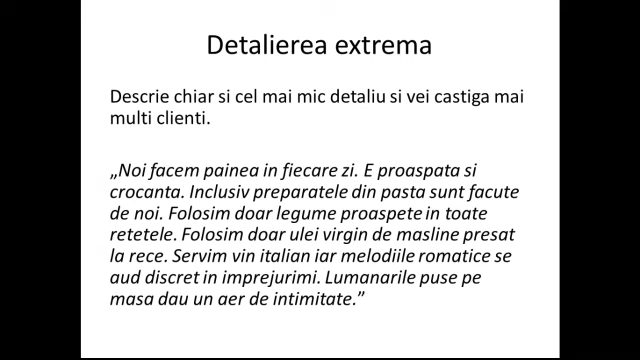 Detalierea extrema
Descrie chiar si cel mai mic detaliu si vei castiga mai
multi clienti.
„Noi facem painea in fiecare zi. E proaspata si
crocanta. Inclusiv preparatele din pasta sunt facute
de noi. Folosim doar legume proaspete in toate
retetele. Folosim doar ulei virgin de masline presat
la rece. Servim vin italian iar melodiile romatice se
aud discret in imprejurimi. Lumanarile puse pe
masa dau un aer de intimitate.”